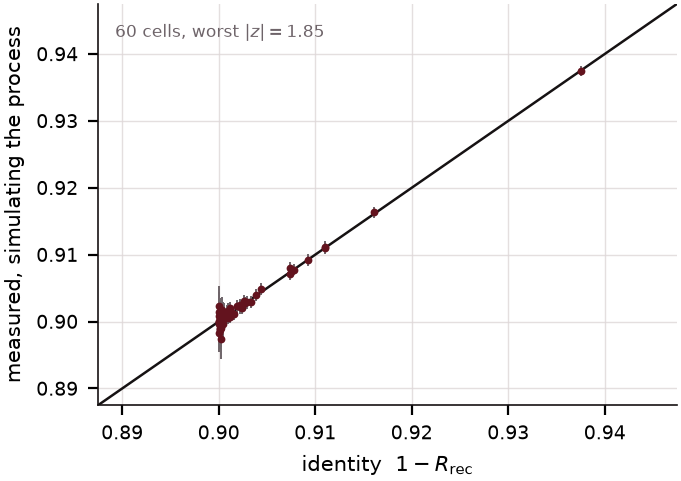 60 cells, worst |z| = 1.85
measured, simulating the process
0.94
0.93
0.92
0.91
0.90
0.89
0.89 0.90 0.91 0.92 0.93 0.94
identity 1 − R_rec